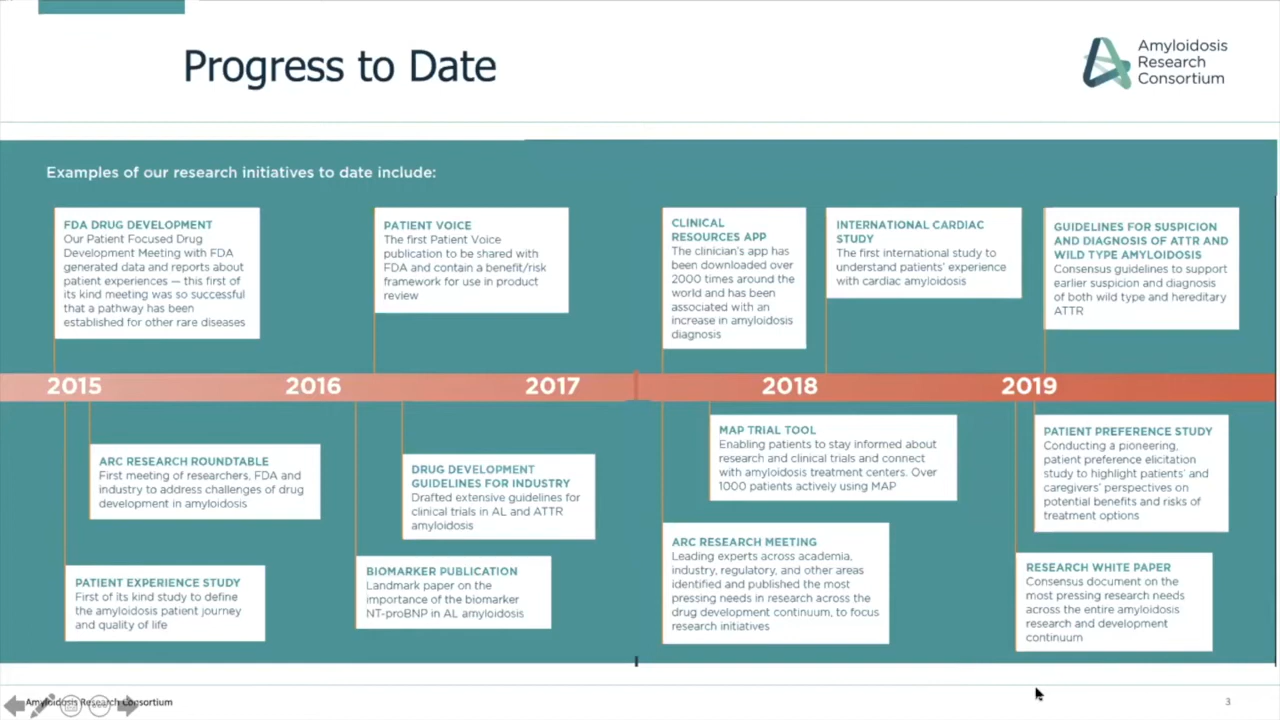 Progress to Date
Amyloidosis
Research
Consortium
Examples of our research initiatives to date include:
FDA DRUG DEVELOPMENT
Our Patient Focused Drug
Development Meeting with FDA
generated data and reports about
patient experiences — this first of
its kind meeting was so successful
that a pathway has been
established for other rare diseases
PATIENT VOICE
The first Patient Voice
publication to be shared with
FDA and contain a benefit/risk
framework for use in product
review
CLINICAL
RESOURCES APP
The clinician's app has
been downloaded over
2000 times around the
world and has been
associated with an
increase in amyloidosis
diagnosis
INTERNATIONAL CARDIAC
STUDY
The first international study to
understand patients' experience
with cardiac amyloidosis
GUIDELINES FOR SUSPICION
AND DIAGNOSIS OF ATTR AND
WILD TYPE AMYLOIDOSIS
Consensus guidelines to support
earlier suspicion and diagnosis
of both wild type and hereditary
ATTR
2015 2016 2017 2018 2019
ARC RESEARCH ROUNDTABLE
First meeting of researchers, FDA and
industry to address challenges of drug
development in amyloidosis
PATIENT EXPERIENCE STUDY
First of its kind study to define
the amyloidosis patient journey
and quality of life
DRUG DEVELOPMENT
GUIDELINES FOR INDUSTRY
Drafted extensive guidelines for
clinical trials in AL and ATTR
amyloidosis
BIOMARKER PUBLICATION
Landmark paper on the
importance of the biomarker
NT-proBNP in AL amyloidosis
MAP TRIAL TOOL
Enabling patients to stay informed about
research and clinical trials and connect
with amyloidosis treatment centers. Over
1000 patients actively using MAP
ARC RESEARCH MEETING
Leading experts across academia,
industry, regulatory, and other areas
identified and published the most
pressing needs in research across the
drug development continuum, to focus
research initiatives
PATIENT PREFERENCE STUDY
Conducting a pioneering,
patient preference elicitation
study to highlight patients' and
caregivers' perspectives on
potential benefits and risks of
treatment options
RESEARCH WHITE PAPER
Consensus document on the
most pressing research needs
across the entire amyloidosis
research and development
continuum
Amyloidosis Research Consortium
3